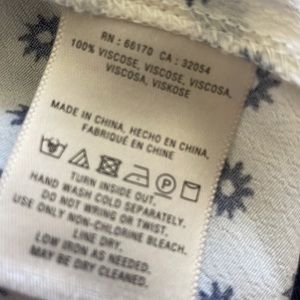 RN : 66170 CA : 32054
100% VISCOSE, VISCOSE, VISCOSA,
VISCOSA, VISKOSE
MADE IN CHINA, HECHO EN CHINA,
FABRIQUÉ EN CHINE
P
TURN INSIDE OUT.
HAND WASH COLD SEPARATELY.
DO NOT WRING OR TWIST.
USE ONLY NON-CHLORINE BLEACH.
LINE DRY.
LOW IRON AS NEEDED.
MAY BE DRY CLEANED.